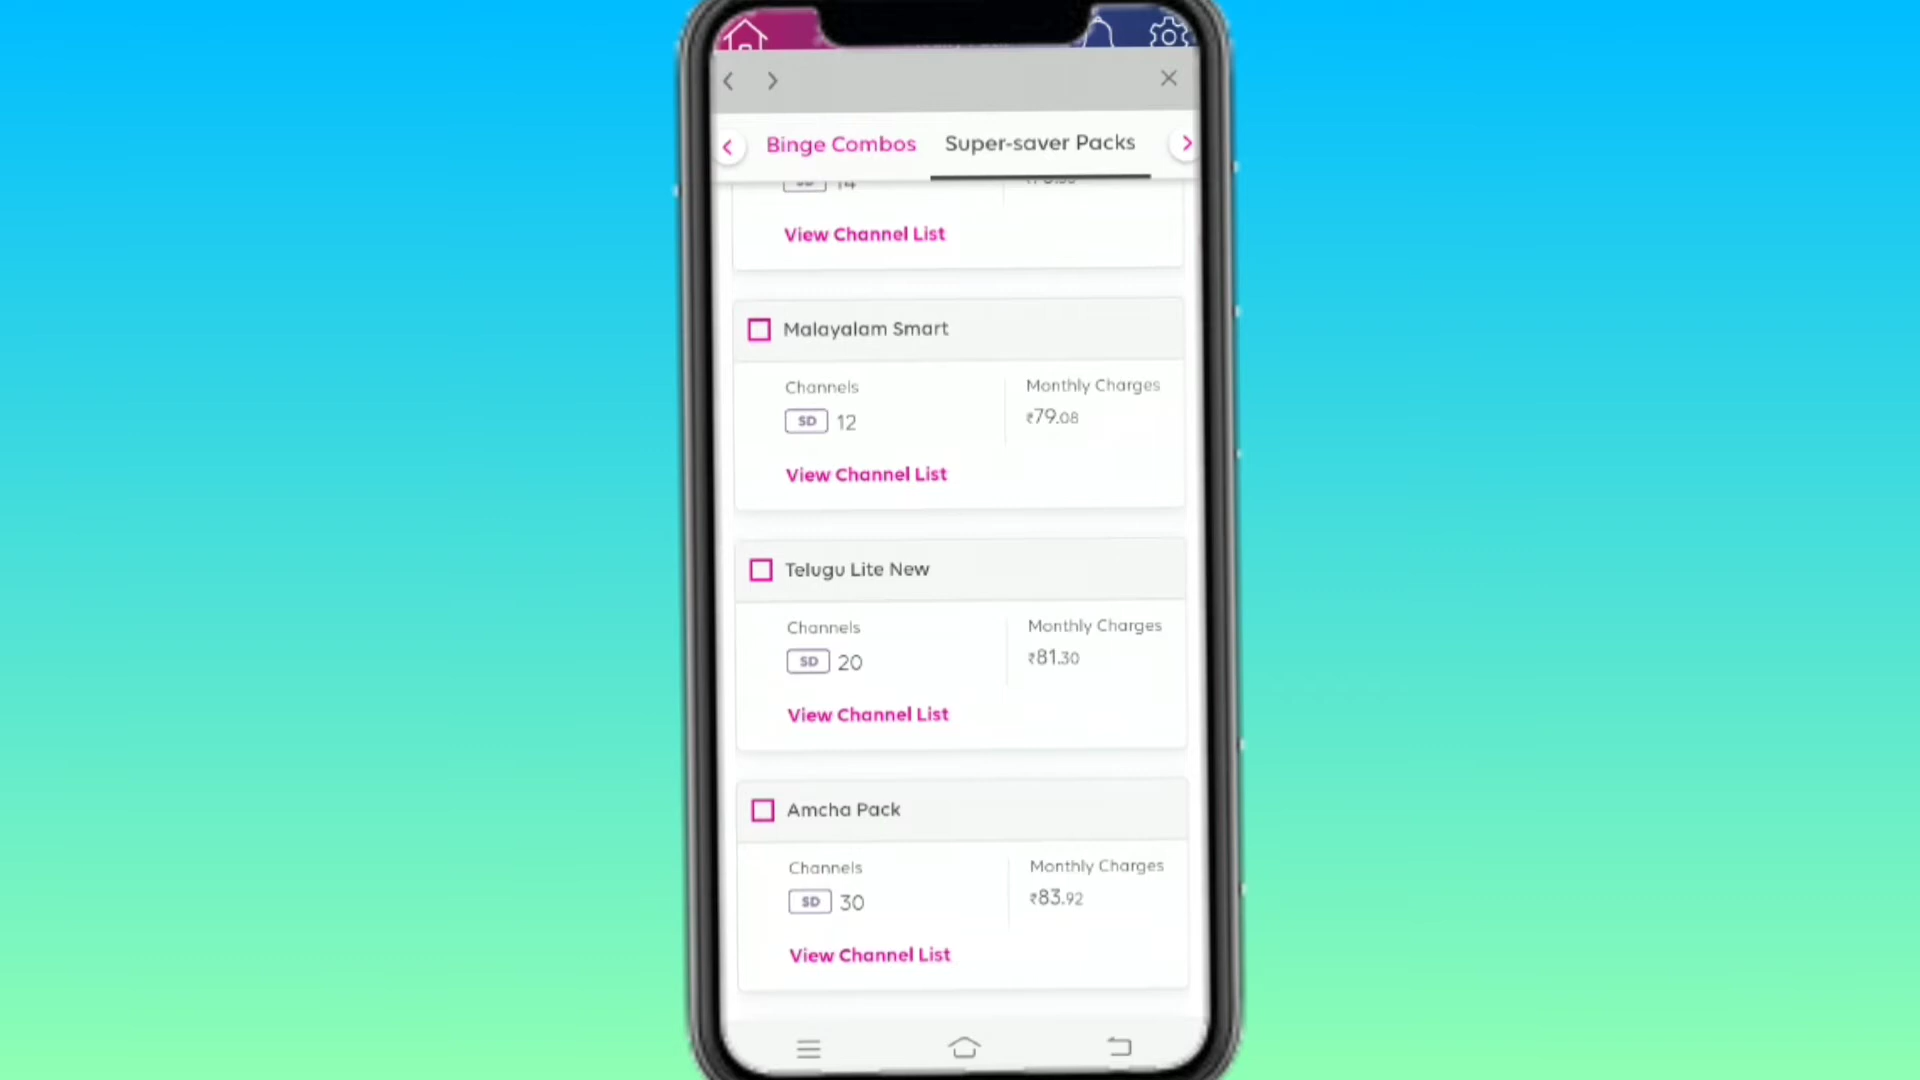 Binge Combos Super-saver Packs
View Channel List
Malayalam Smart
Channels Monthly Charges
SD 12 ₹79.08
View Channel List
Telugu Lite New
Channels Monthly Charges
SD 20 ₹81.30
View Channel List
Amcha Pack
Channels Monthly Charges
SD 30 ₹83.92
View Channel List